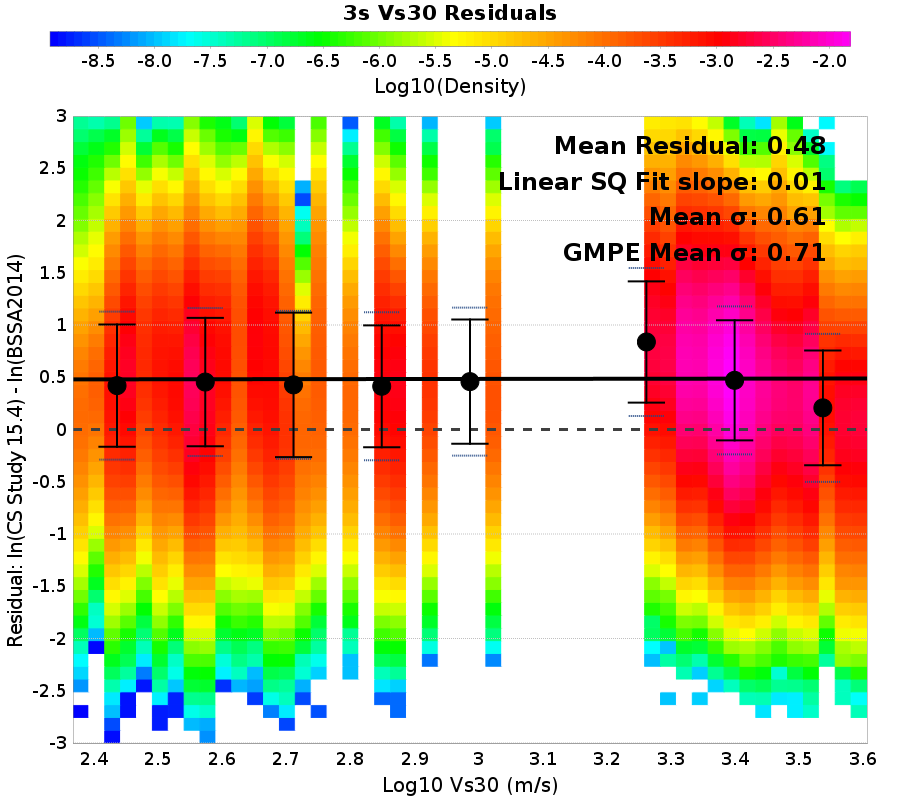 3s Vs30 Residuals
-8.5 -8.0 -7.5 -7.0 -6.5 -6.0 -5.5 -5.0 -4.5 -4.0 -3.5 -3.0 -2.5 -2.0
Log10(Density)
Mean Residual: 0.48
Linear SQ Fit slope: 0.01
Mean σ: 0.61
GMPE Mean σ: 0.71
Residual: ln(CS Study 15.4) - ln(BSSA2014)
3
2.5
2
1.5
1
0.5
0
-0.5
-1
-1.5
-2
-2.5
-3
2.4 2.5 2.6 2.7 2.8 2.9 3 3.1 3.2 3.3 3.4 3.5 3.6
Log10 Vs30 (m/s)